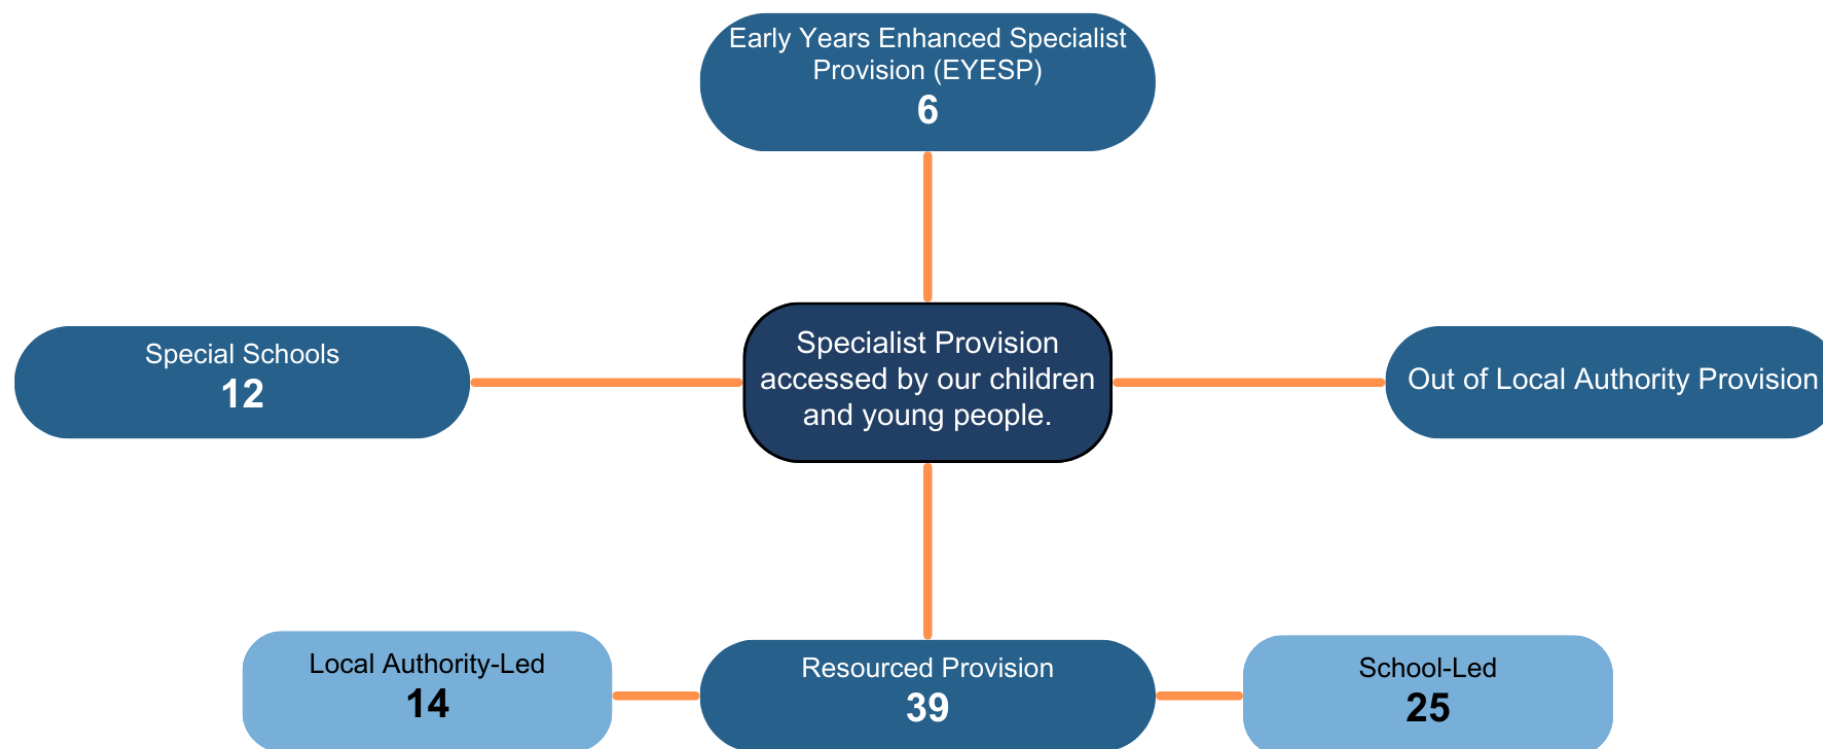 Early Years Enhanced Specialist
Provision (EYESP)
6
Special Schools
12
Specialist Provision
accessed by our children
and young people.
Out of Local Authority Provision
Local Authority-Led
14
Resourced Provision
39
School-Led
25